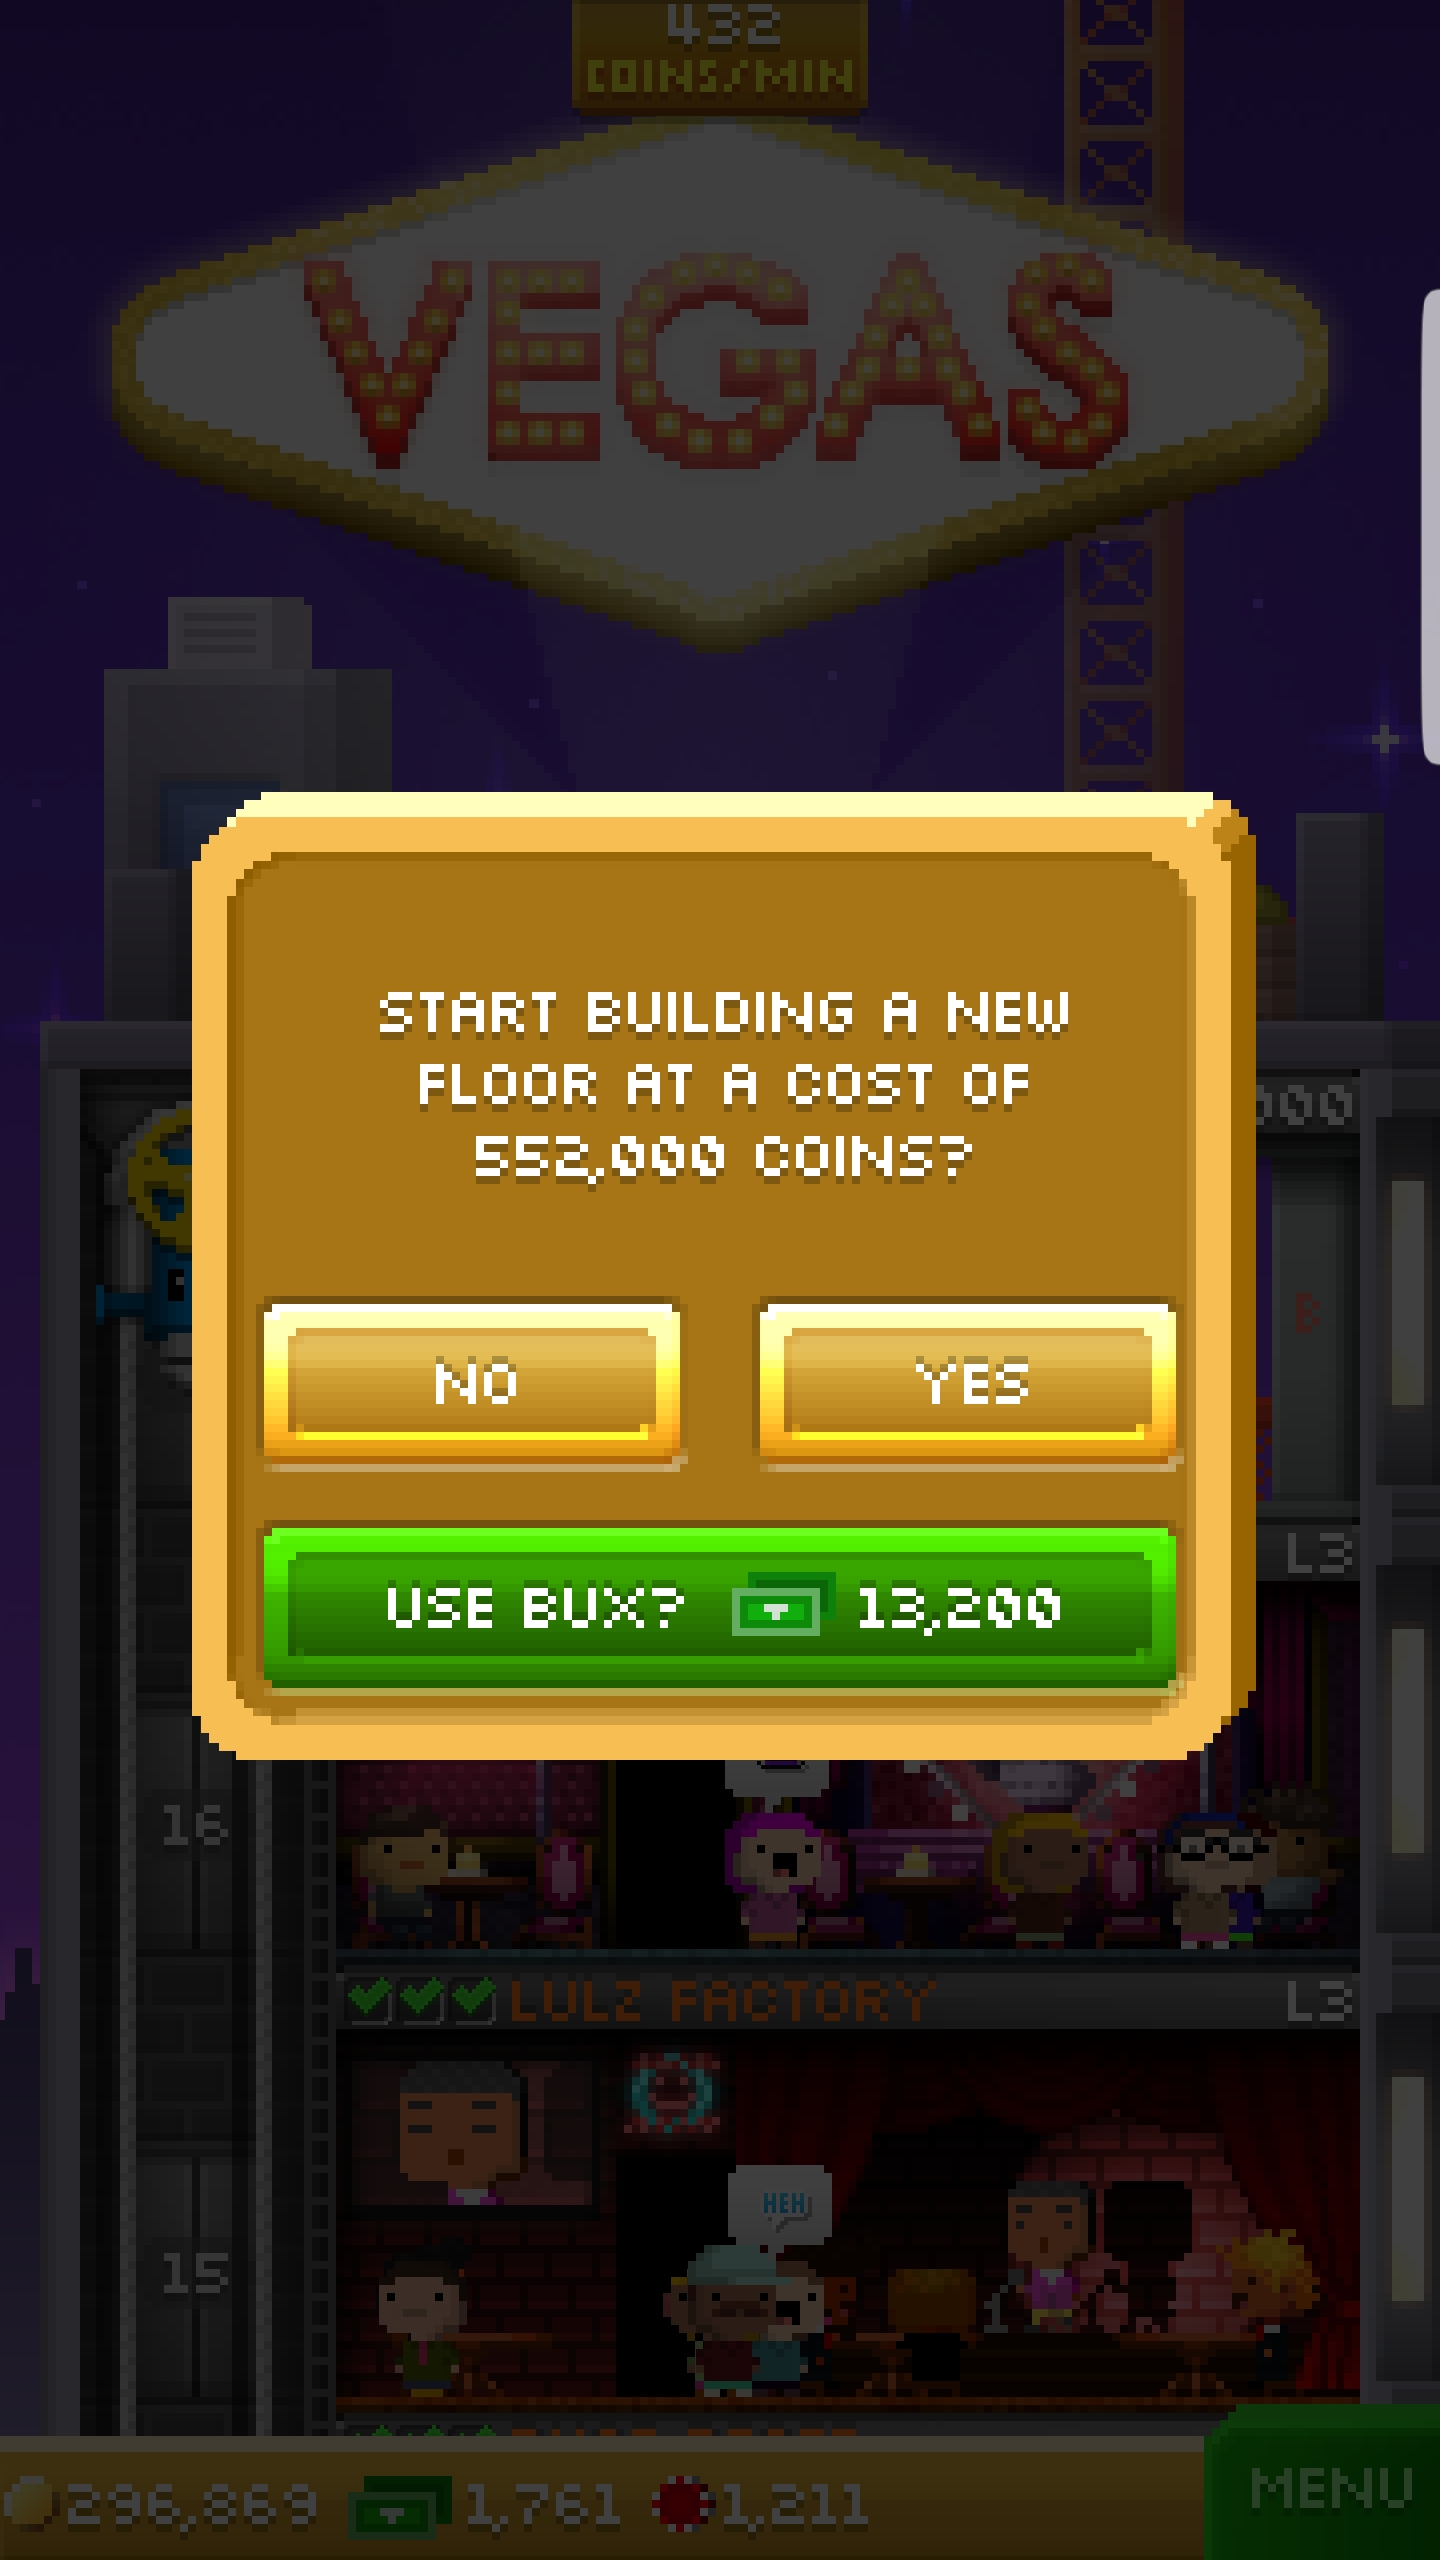 432
COINS/MIN
VEGAS
START BUILDING A NEW
FLOOR AT A COST OF
552,000 COINS?
000
B
NO
YES
L3
USE BUX? 13,200
16
LULZ FACTORY L3
HEH
15
296,869 1,761 1,211
MENU